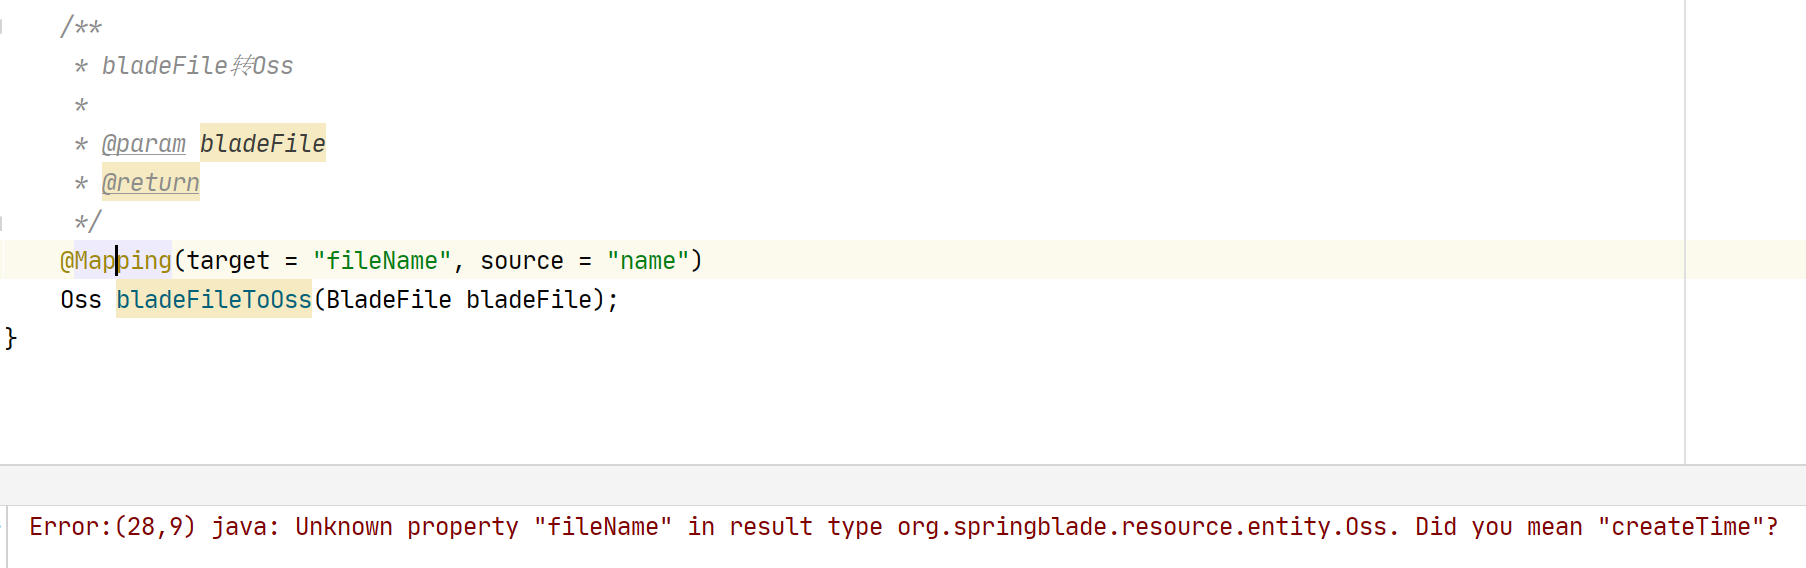 /**
* bladeFile转Oss
*
* @param bladeFile
* @return
*/
@Mapping(target = "fileName", source = "name")
Oss bladeFileToOss(BladeFile bladeFile);
}
Error:(28,9) java: Unknown property "fileName" in result type org.springblade.resource.entity.Oss. Did you mean "createTime"?